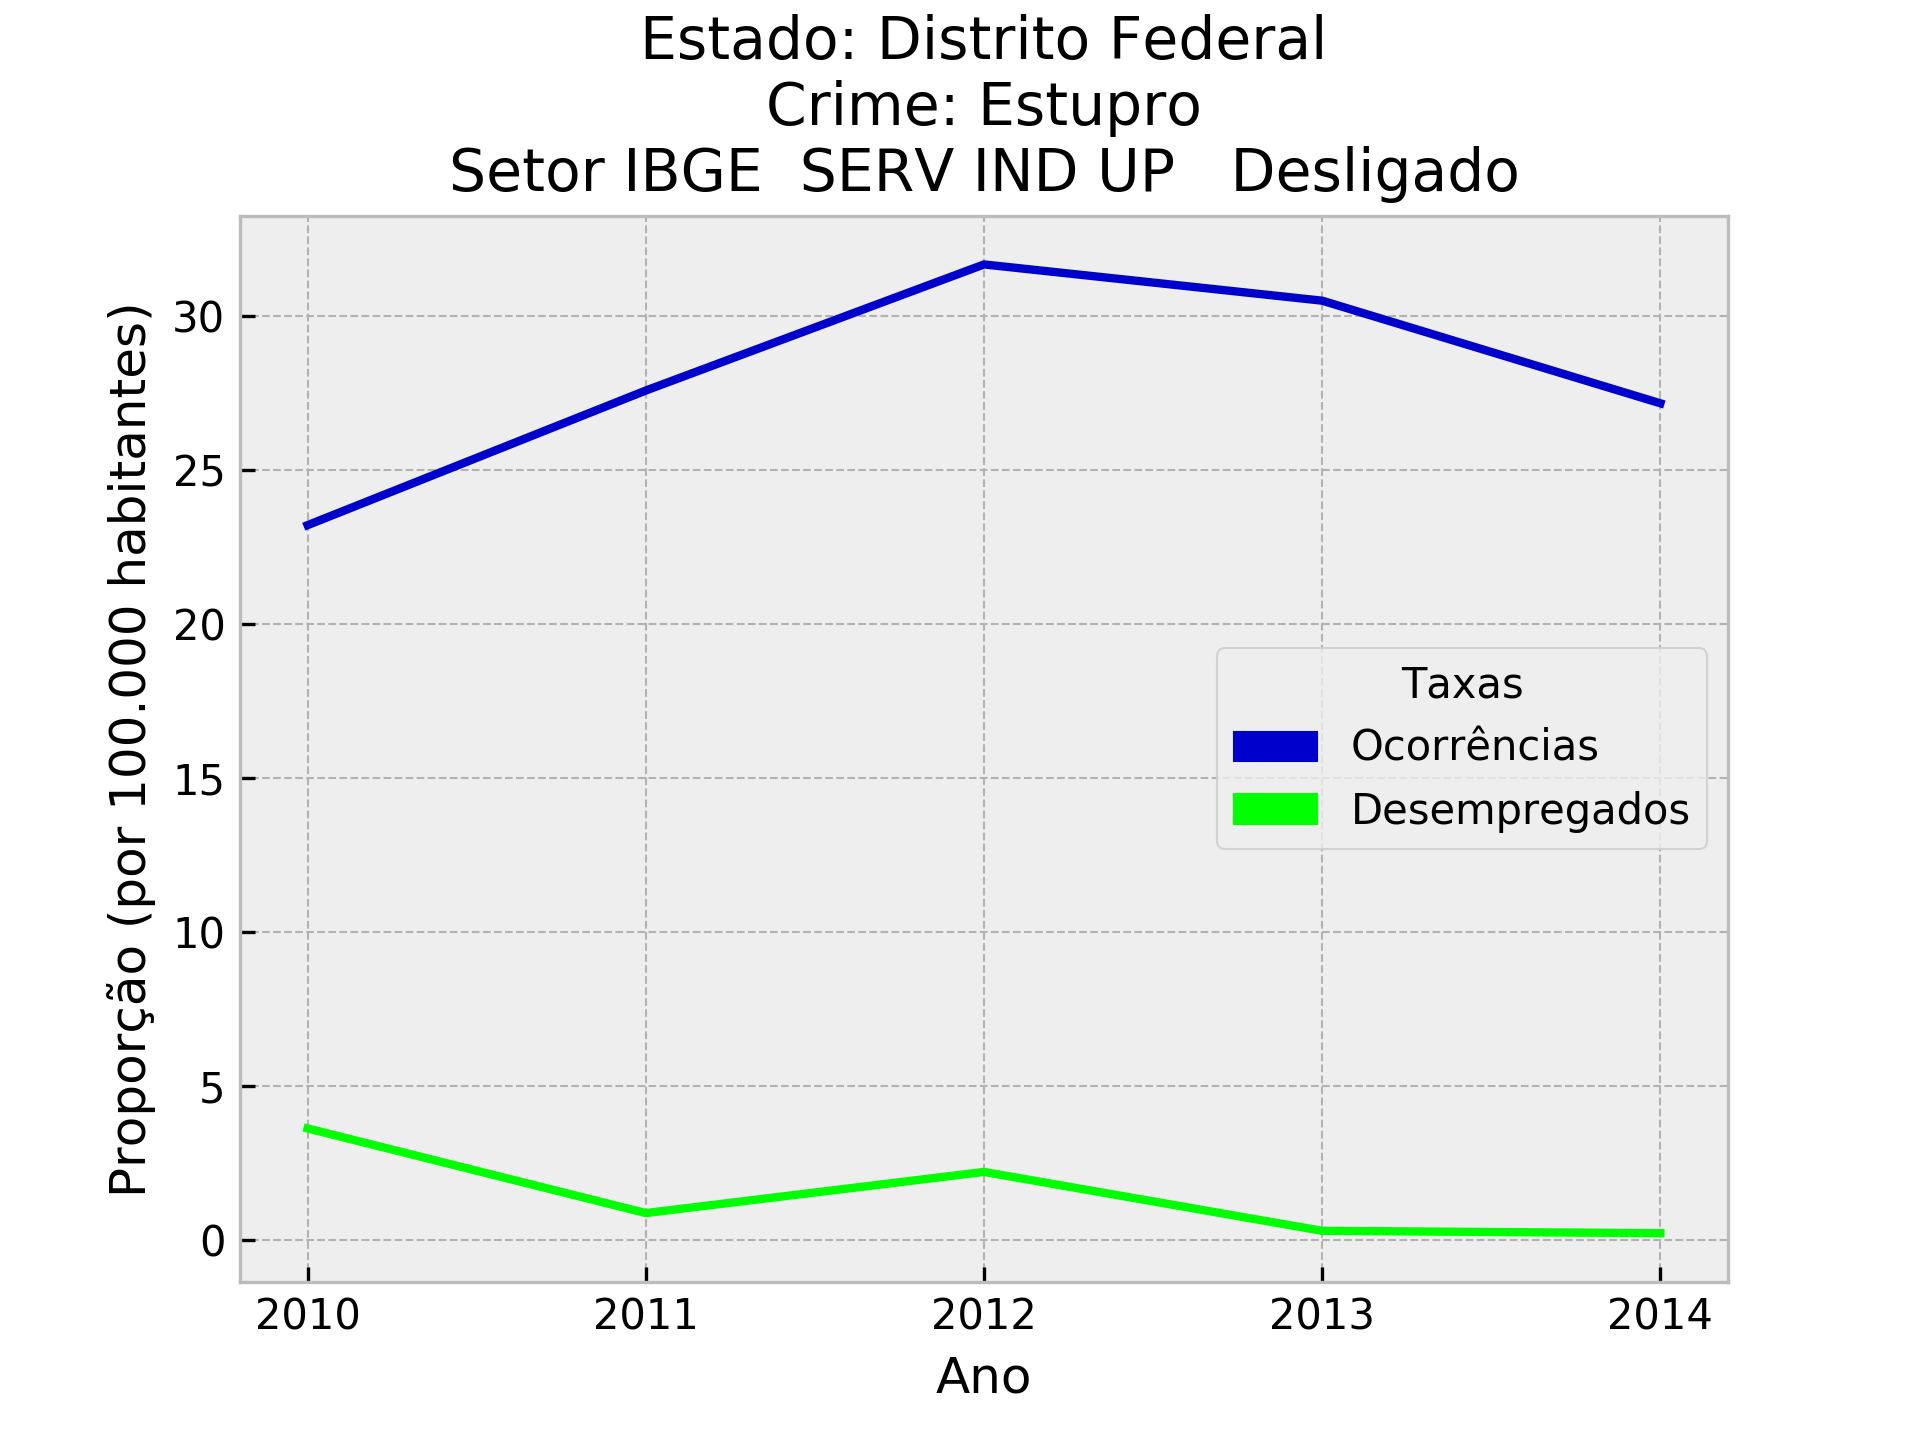 Estado: Distrito Federal
Crime: Estupro
Setor IBGE  SERV IND UP   Desligado
Proporção (por 100.000 habitantes)
30
25
20
15
10
5
0
Taxas
Ocorrências
Desempregados
2010 2011 2012 2013 2014
Ano